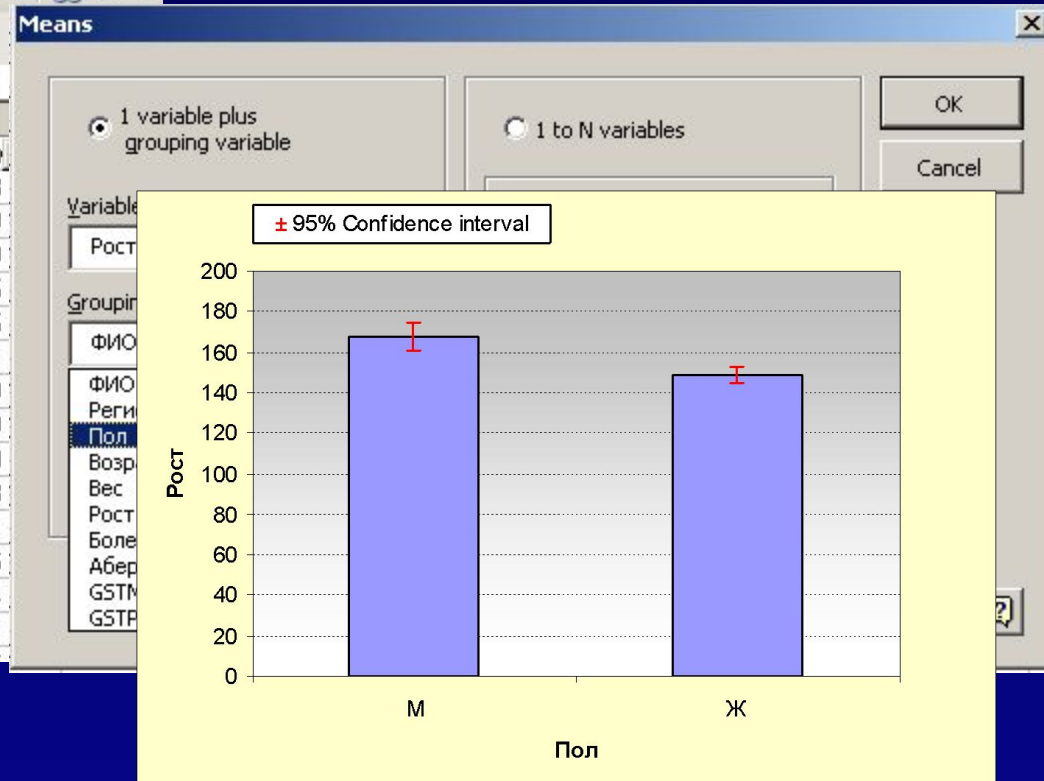 Means
1 variable plus
grouping variable
1 to N variables
OK
Cancel
Variable
Рост
ФИО
ФИО
Пол
Вес
Рост
± 95% Confidence interval
200
180
160
140
120
100
80
60
40
20
0
Рост
М
Ж
Пол